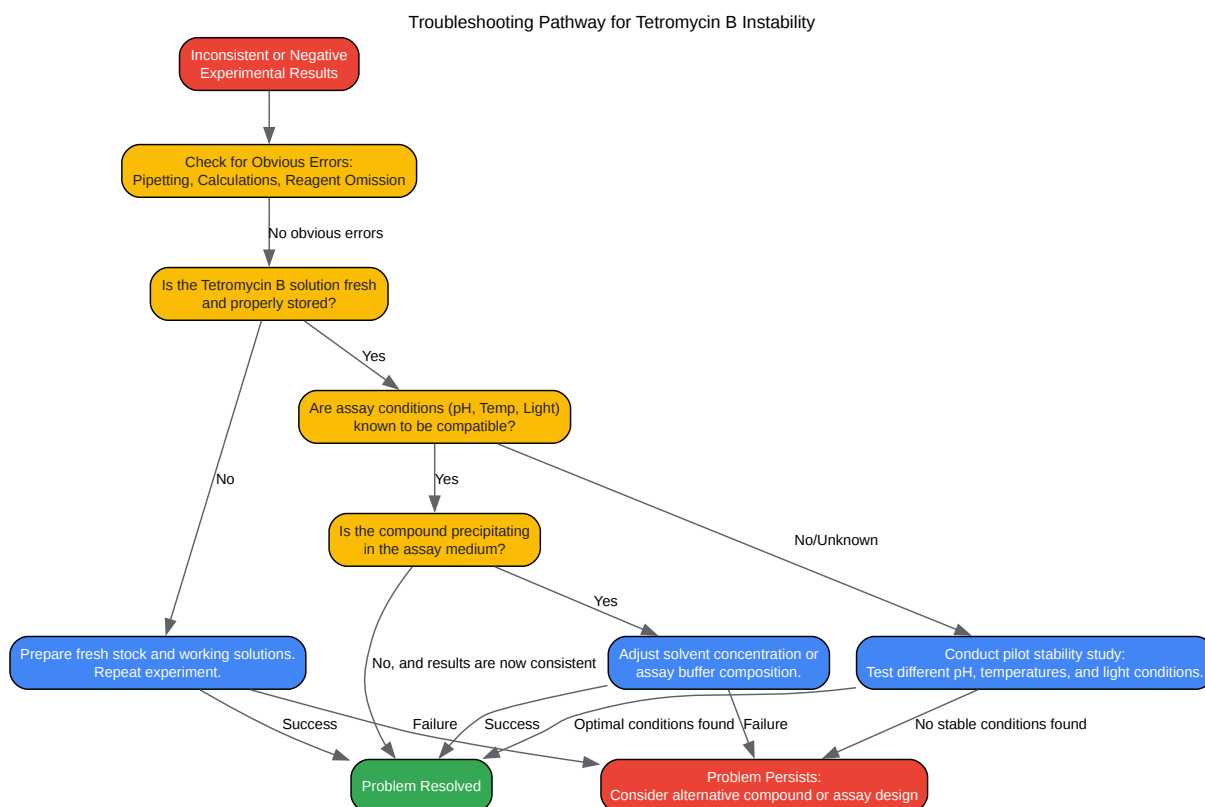 Troubleshooting Pathway for Tetromycin B Instability
Inconsistent or Negative
Experimental Results
Check for Obvious Errors:
Pipetting, Calculations, Reagent Omission
No obvious errors
Is the Tetromycin B solution fresh
and properly stored?
Yes
Are assay conditions (pH, Temp, Light)
known to be compatible?
No
Yes
Is the compound precipitating
in the assay medium?
No/Unknown
Yes
Prepare fresh stock and working solutions.
Repeat experiment.
No, and results are now consistent
Adjust solvent concentration or
assay buffer composition.
Conduct pilot stability study:
Test different pH, temperatures, and light conditions.
Success
Failure
Success
Optimal conditions found
Failure
No stable conditions found
Problem Resolved
Problem Persists:
Consider alternative compound or assay design